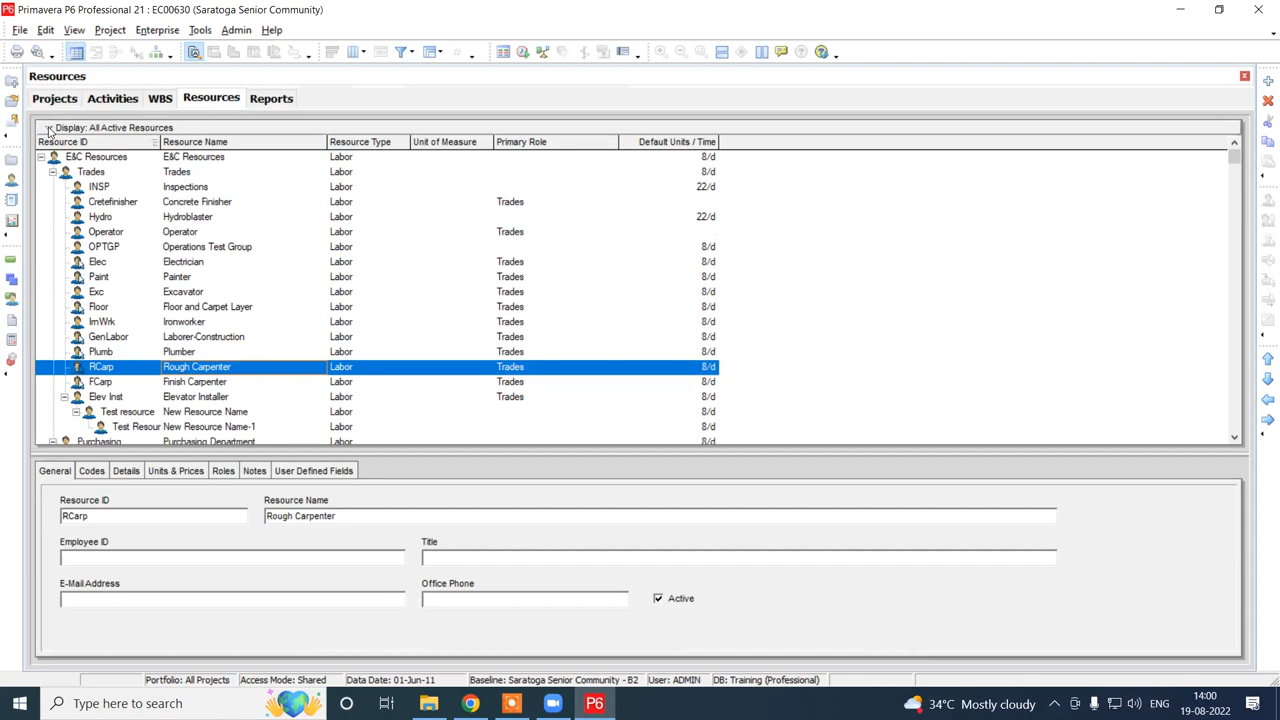 Primavera P6 Professional 21 : EC00630 (Saratoga Senior Community)
File Edit View Project Enterprise Tools Admin Help
Resources
Projects Activities WBS Resources Reports
Display: All Active Resources
Resource ID Resource Name Resource Type Unit of Measure Primary Role Default Units / Time
E&C Resources E&C Resources Labor 8/d
Trades Trades Labor 8/d
INSP Inspections Labor 22/d
Cretefinisher Concrete Finisher Labor Trades
Hydro Hydroblaster Labor 22/d
Operator Operator Labor Trades
OPTGP Operations Test Group Labor 8/d
Elec Electrician Labor Trades 8/d
Paint Painter Labor Trades 8/d
Exc Excavator Labor Trades 8/d
Floor Floor and Carpet Layer Labor Trades 8/d
IrnWrk Ironworker Labor Trades 8/d
GenLabor Laborer-Construction Labor Trades 8/d
Plumb Plumber Labor Trades 8/d
RCarp Rough Carpenter Labor Trades 8/d
FCarp Finish Carpenter Labor Trades 8/d
Elev Inst Elevator Installer Labor Trades 8/d
Test resource New Resource Name Labor 8/d
Test Resour New Resource Name-1 Labor 8/d
Purchasing Purchasing Department Labor 8/d
General Codes Details Units & Prices Roles Notes User Defined Fields
Resource ID Resource Name
RCarp Rough Carpenter
Employee ID Title
E-Mail Address Office Phone
Active
Portfolio: All Projects Access Mode: Shared Data Date: 01-Jun-11 Baseline: Saratoga Senior Community - B2 User: ADMIN DB: Training (Professional)
Type here to search P6 34°C Mostly cloudy ENG 14:00
19-08-2022